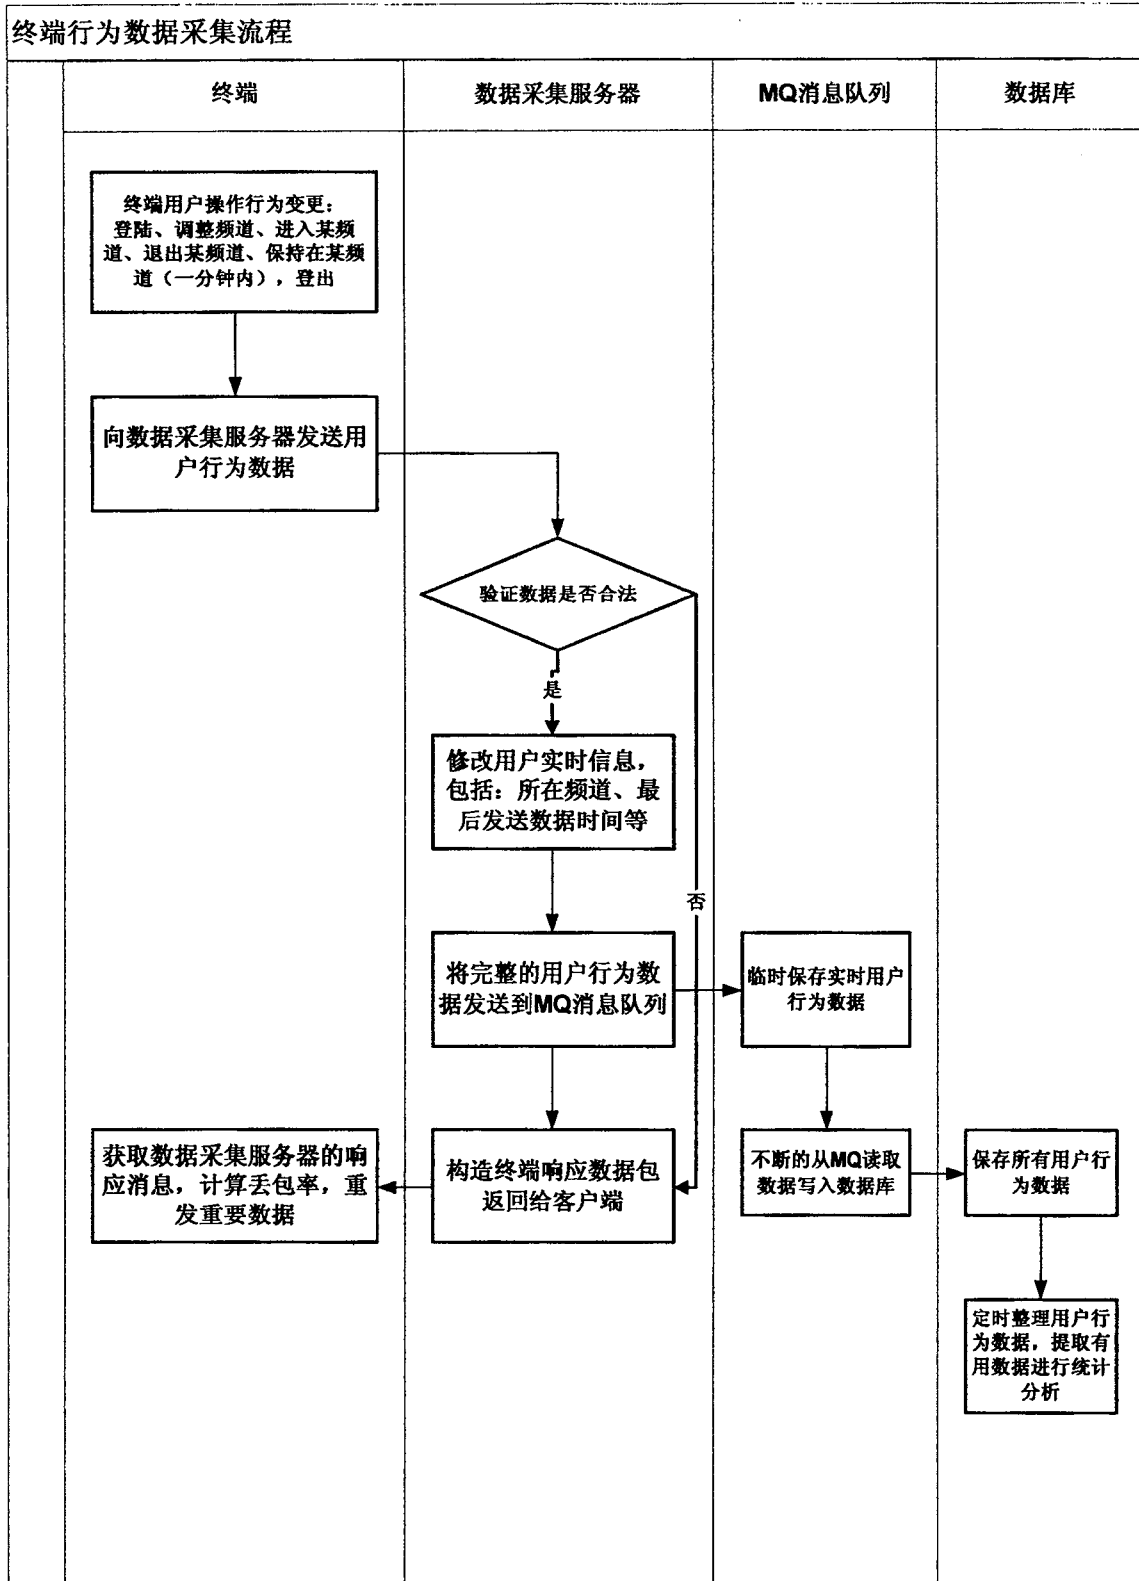 终端行为数据采集流程
终端
数据采集服务器
MQ消息队列
数据库
终端用户操作行为变更：
登陆、调整频道、进入某频
道、退出某频道、保持在某频
道（一分钟内），登出
向数据采集服务器发送用
户行为数据
验证数据是否合法
是
修改用户实时信息，
包括：所在频道、最
后发送数据时间等
否
将完整的用户行为数
据发送到MQ消息队列
临时保存实时用户
行为数据
获取数据采集服务器的响
应消息，计算丢包率，重
发重要数据
构造终端响应数据包
返回给客户端
不断的从MQ读取
数据写入数据库
保存所有用户行
为数据
定时整理用户行
为数据，提取有
用数据进行统计
分析